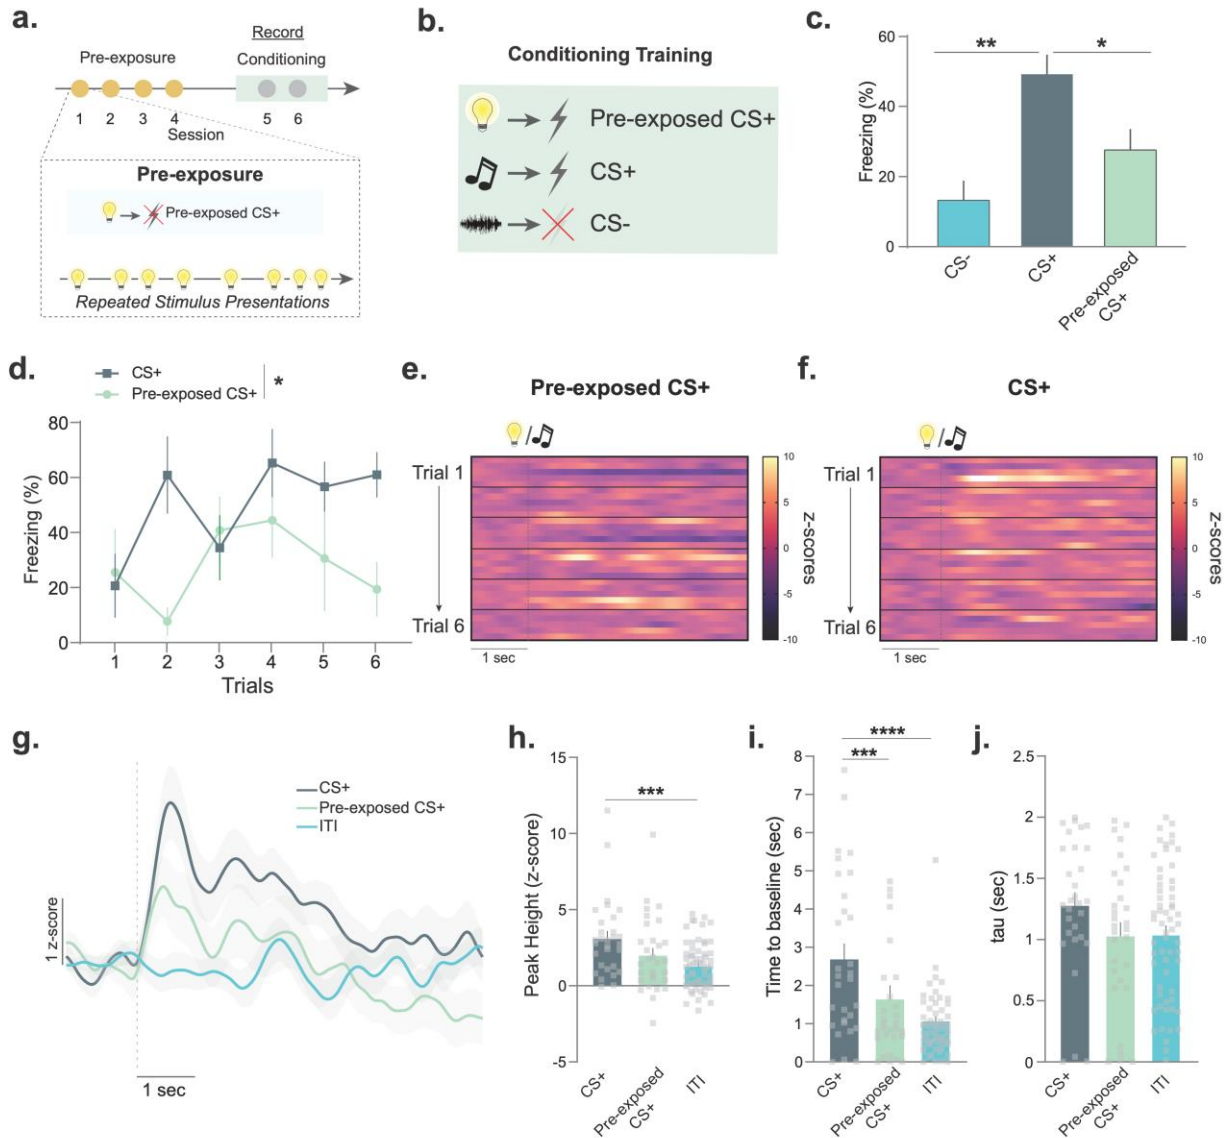 a.
Record
Pre-exposure
Conditioning
1 2 3 4 5 6
Session
Pre-exposure
Pre-exposed CS+
Repeated Stimulus Presentations
b.
Conditioning Training
Pre-exposed CS+
CS+
CS-
c.
Freezing (%)
60
40
20
0
** *
CS-
CS+
Pre-exposed
CS+
d.
CS+
Pre-exposed CS+
*
Freezing (%)
80
60
40
20
0
1 2 3 4 5 6
Trials
e.
Pre-exposed CS+
/
Trial 1
Trial 6
1 sec
10
5
0
-5
-10
z-scores
f.
CS+
/
Trial 1
Trial 6
1 sec
10
5
0
-5
-10
z-scores
g.
CS+
Pre-exposed CS+
ITI
1 z-score
1 sec
h.
Peak Height (z-score)
15
10
5
0
-5
***
CS+
Pre-exposed
CS+
ITI
i.
****
***
Time to baseline (sec)
8
7
6
5
4
3
2
1
0
CS+
Pre-exposed
CS+
ITI
j.
tau (sec)
2.5
2
1.5
1
0.5
0
CS+
Pre-exposed
CS+
ITI